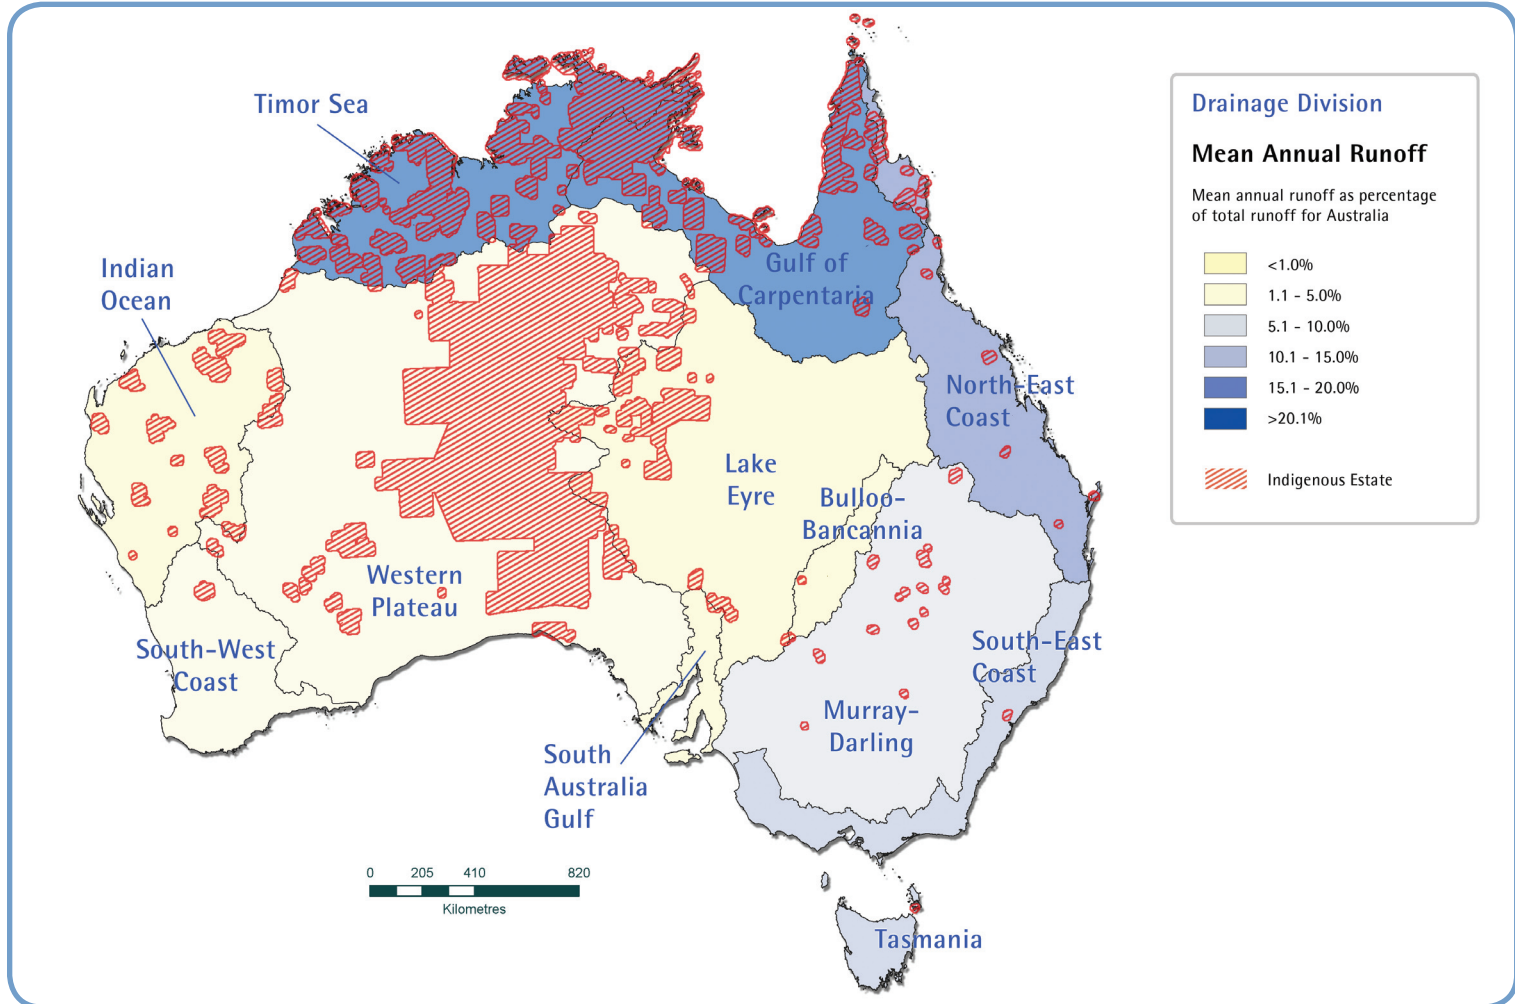 Timor Sea
Indian
Ocean
Gulf of
Carpentaria
North-East
Coast
Lake
Eyre
Bulloo-
Bancannia
Western
Plateau
South-West
Coast
South-East
Coast
Murray-
Darling
South
Australia
Gulf
Tasmania
0 205 410 820
Kilometres
Drainage Division
Mean Annual Runoff
Mean annual runoff as percentage
of total runoff for Australia
<1.0%
1.1 - 5.0%
5.1 - 10.0%
10.1 - 15.0%
15.1 - 20.0%
>20.1%
Indigenous Estate